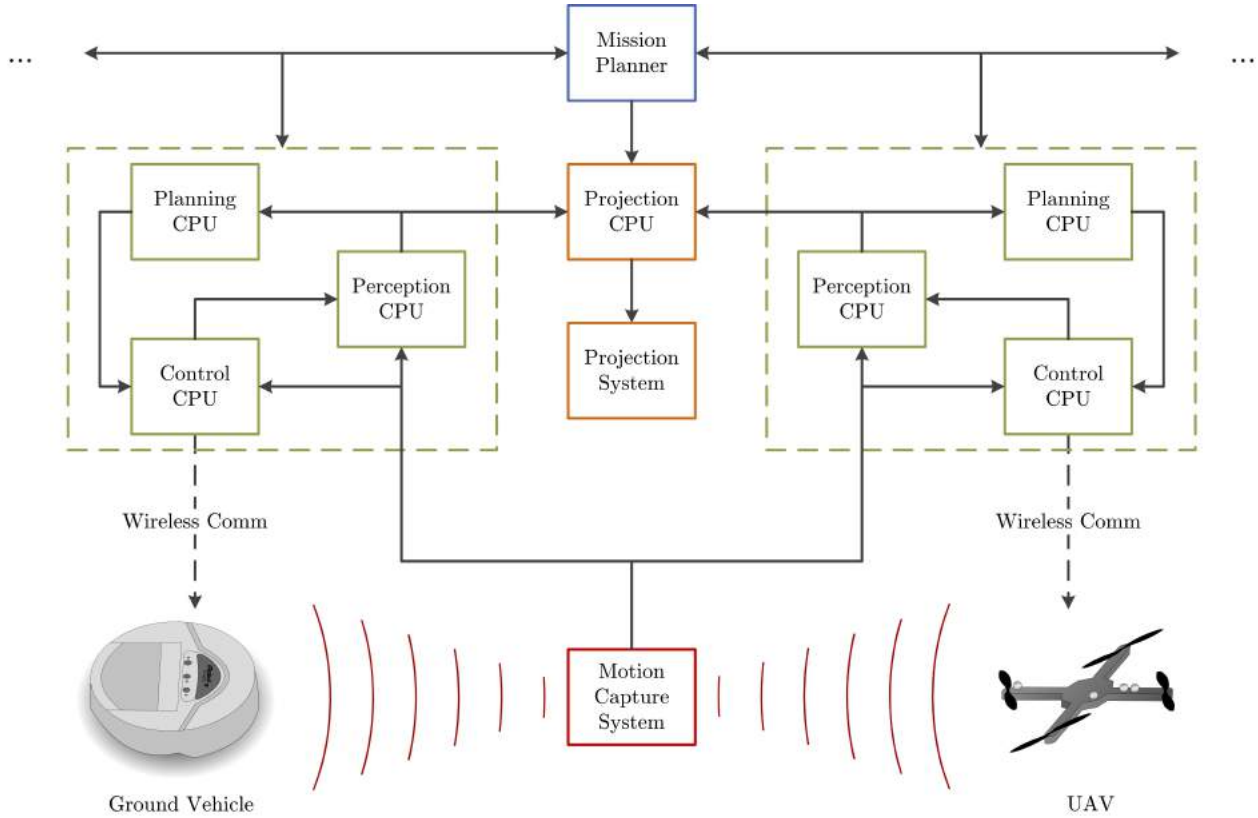 Mission
Planner
...
...
Planning
CPU
Projection
CPU
Planning
CPU
Perception
CPU
Perception
CPU
Projection
System
Control
CPU
Control
CPU
Wireless Comm
Wireless Comm
Motion
Capture
System
Ground Vehicle
UAV